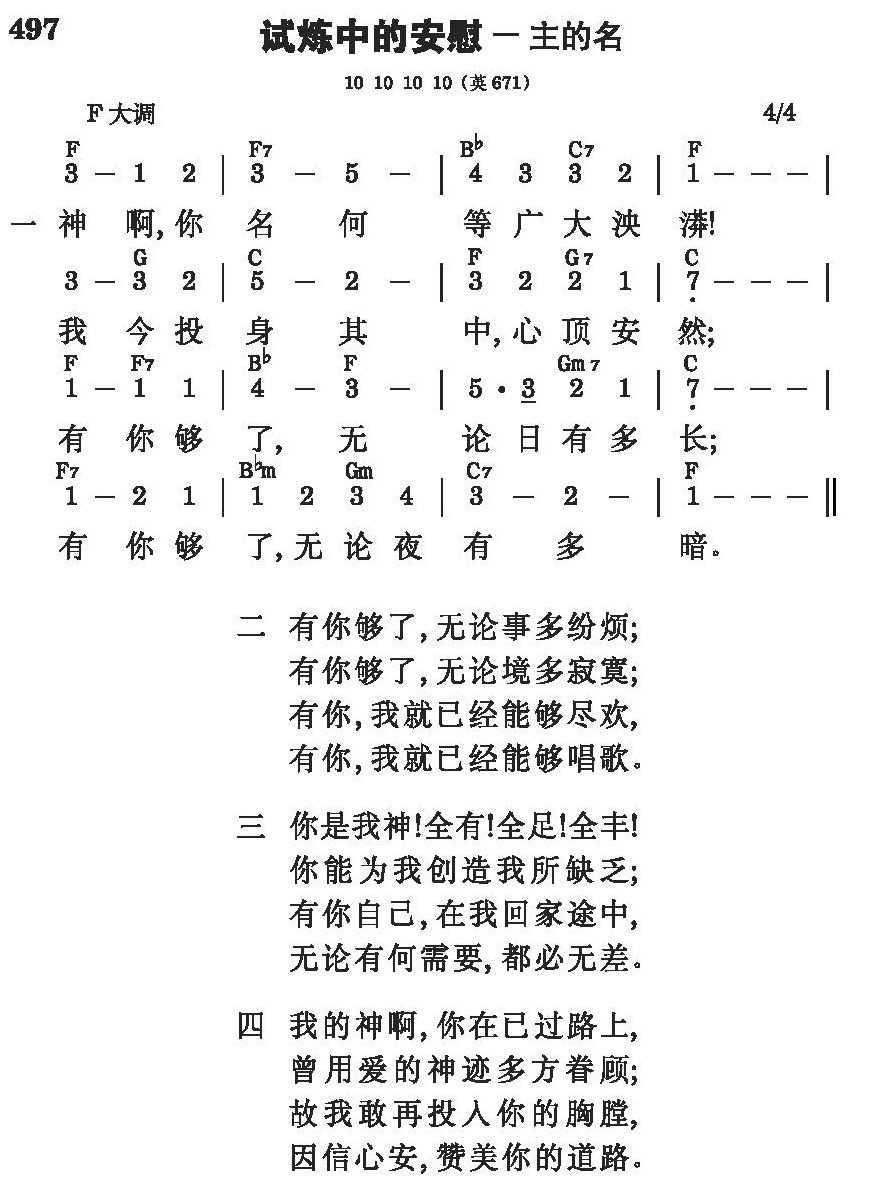 497
试炼中的安慰 — 主的名
10 10 10 10 (英671)
F大调 4/4
F F7 B♭ C7 F
3 – 1 2 | 3 – 5 – | 4 3 3 2 | 1 – – – |
一 神 啊, 你 名 何 等 广 大 泱 漭!
G C F G7 C
3 – 3 2 | 5 – 2 – | 3 2 2 1 | 7̣ – – – |
我 今 投 身 其 中, 心 顶 安 然;
F F7 B♭ F Gm7 C
1 – 1 1 | 4 – 3 – | 5 · 3̲ 2 1 | 7̣ – – – |
有 你 够 了, 无 论 日 有 多 长;
F7 B♭m Gm C7 F
1 – 2 1 | 1 2 3 4 | 3 – 2 – | 1 – – – ‖
有 你 够 了, 无 论 夜 有 多 暗。
二 有你够了,无论事多纷烦;
有你够了,无论境多寂寞;
有你,我就已经能够尽欢,
有你,我就已经能够唱歌。
三 你是我神!全有!全足!全丰!
你能为我创造我所缺乏;
有你自己,在我回家途中,
无论有何需要,都必无差。
四 我的神啊,你在已过路上,
曾用爱的神迹多方眷顾;
故我敢再投入你的胸膛,
因信心安,赞美你的道路。